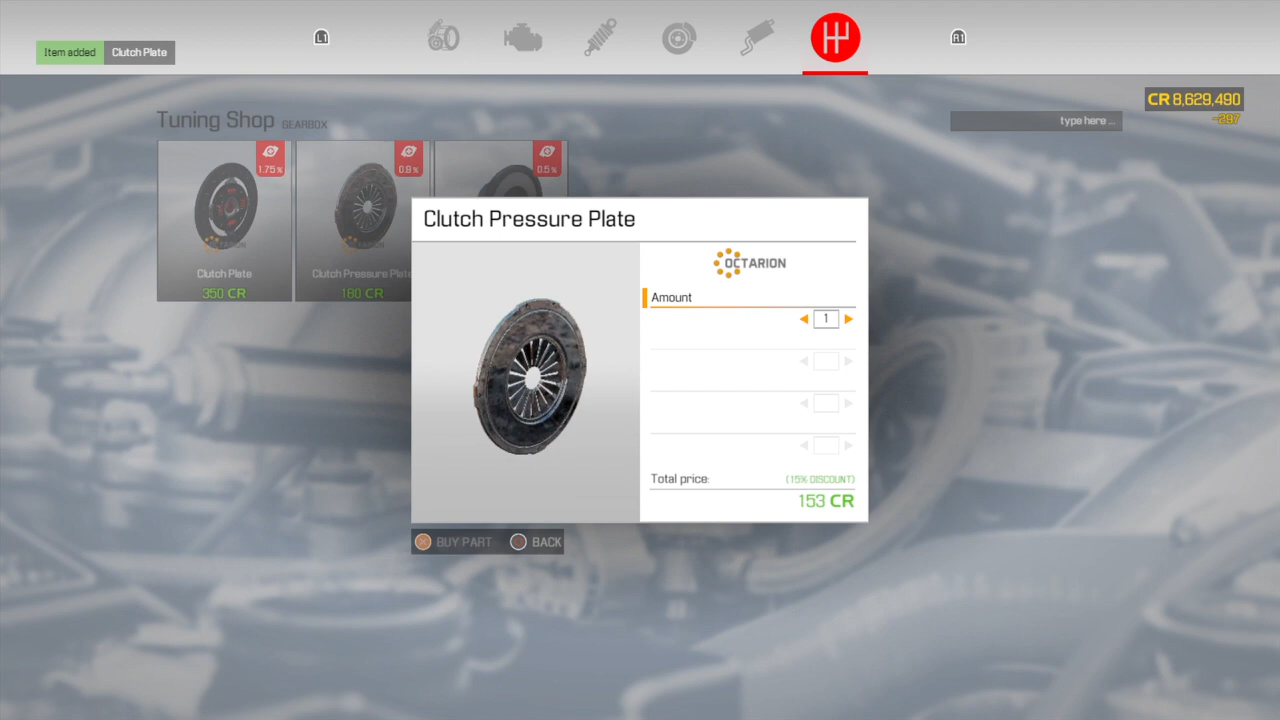 Item added Clutch Plate
L1
R1
CR 8,629,490
-297
Tuning Shop GEARBOX
type here ...
1.75%
0.9%
0.5%
Clutch Plate
350 CR
Clutch Pressure Plate
180 CR
Clutch Pressure Plate
OCTARION
Amount
1
Total price:
(15% DISCOUNT)
153 CR
BUY PART
BACK